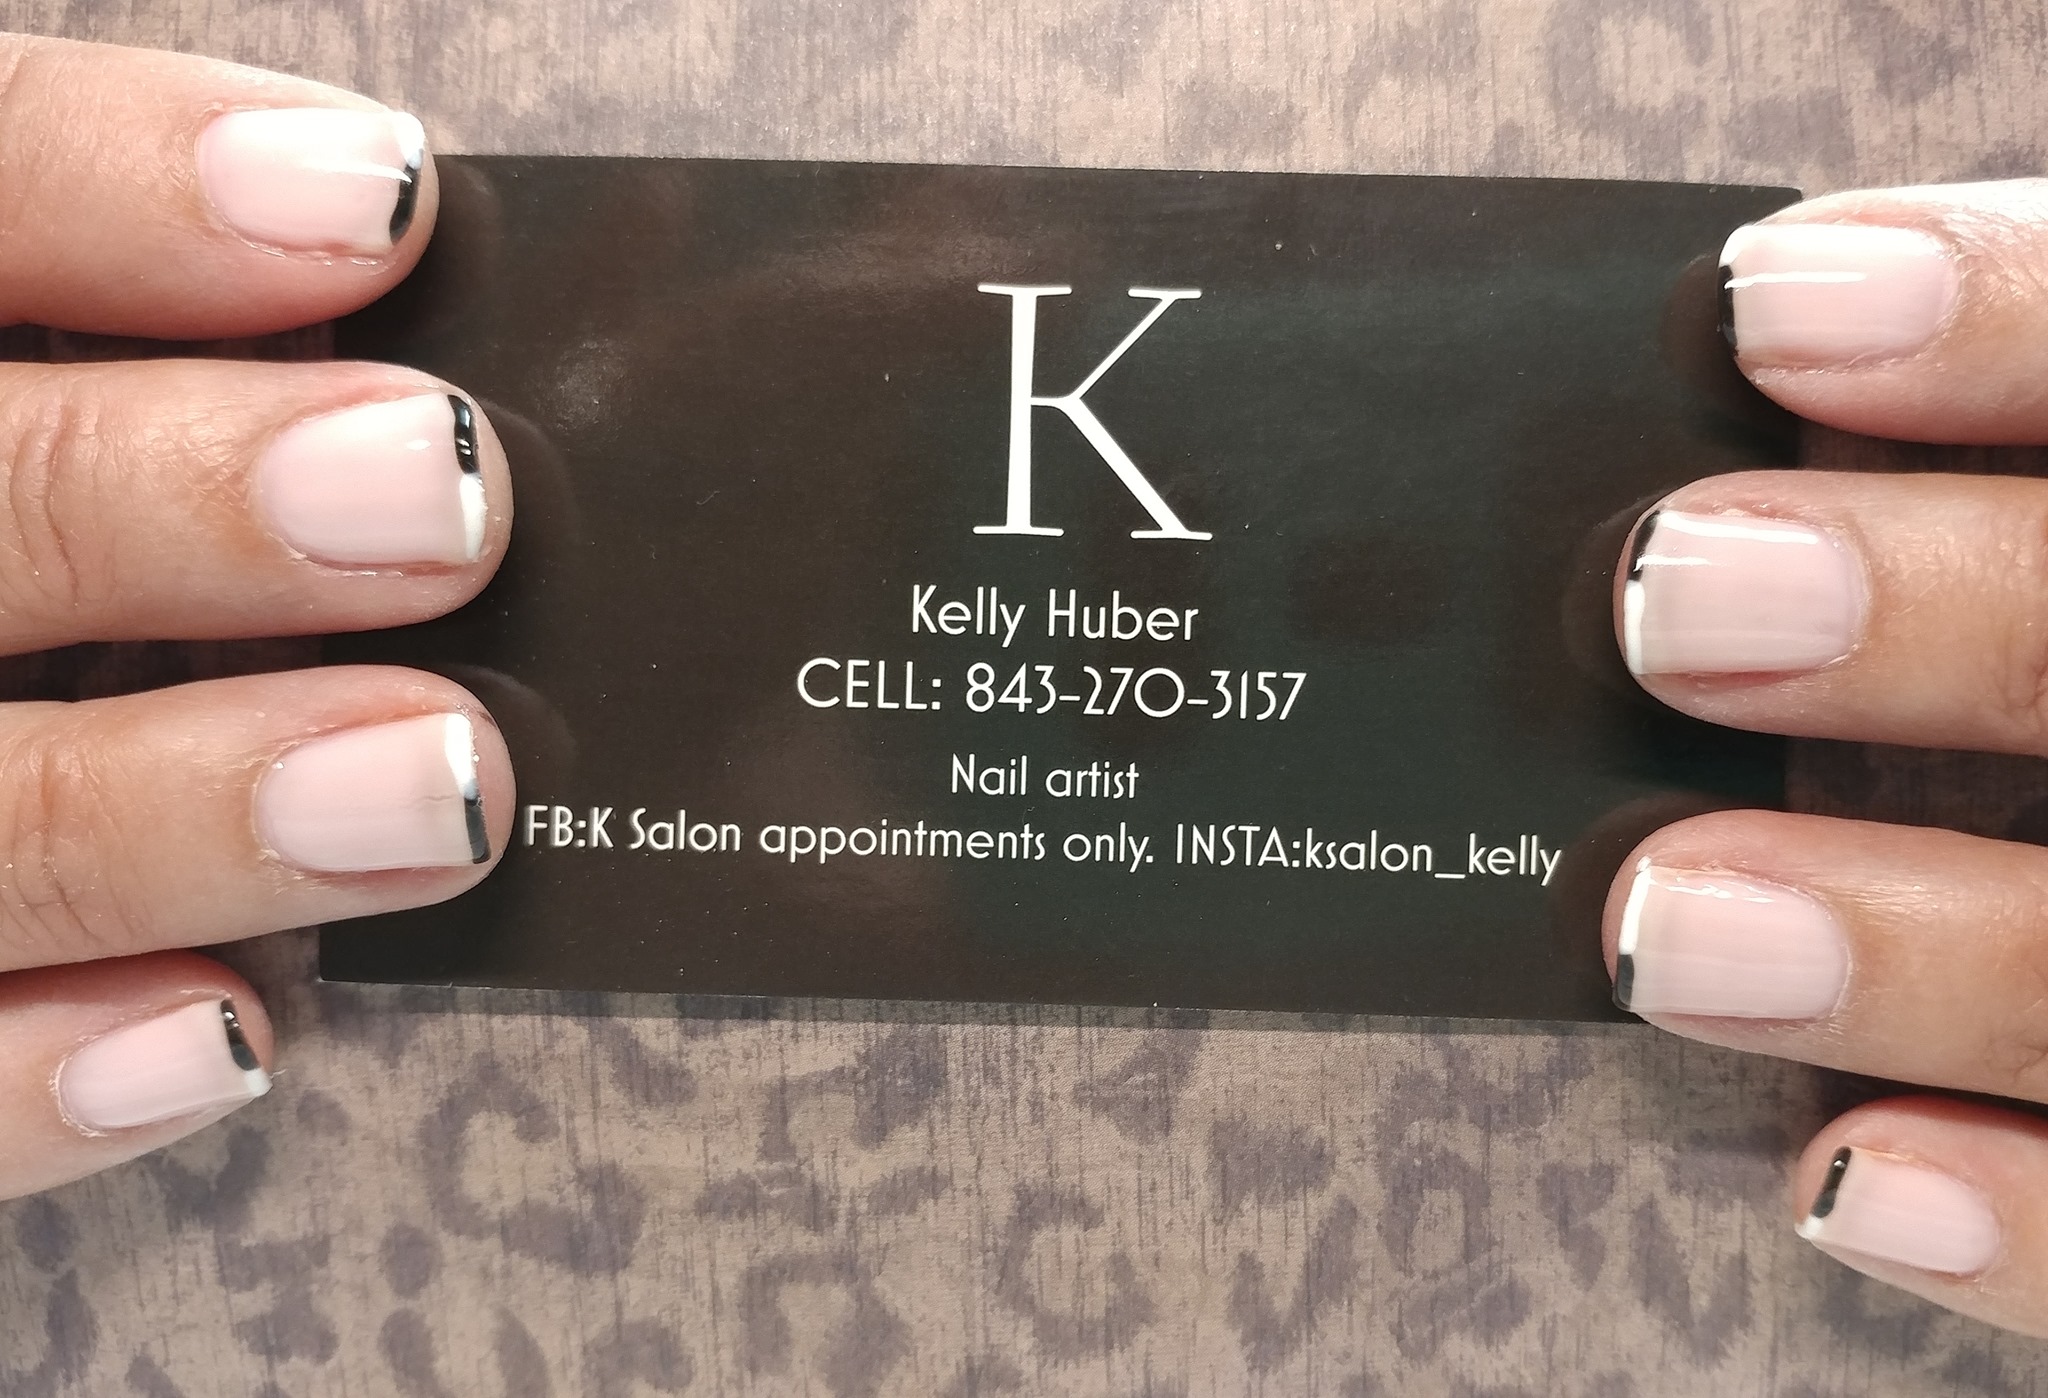 K
Kelly Huber
CELL: 843-270-3157
Nail artist
FB:K Salon appointments only. INSTA:ksalon_kelly